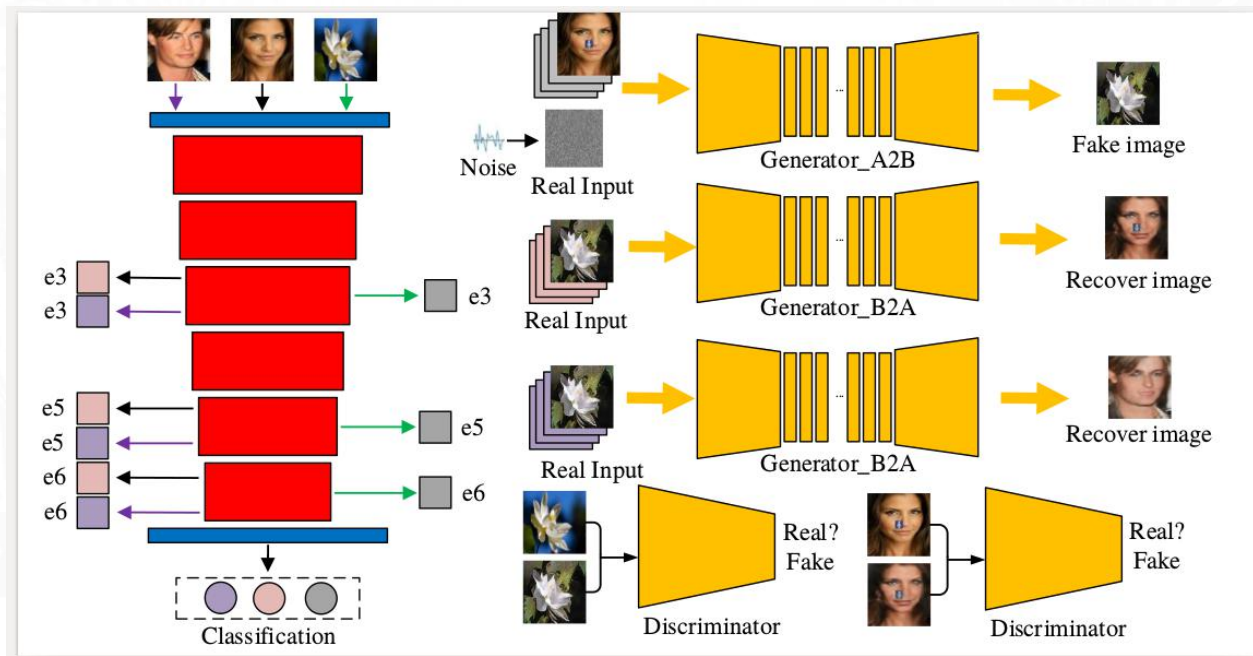 e3
e3
e3
e5
e5
e5
e6
e6
e6
Classification
Noise
Real Input
...
Generator_A2B
Fake image
Real Input
...
Generator_B2A
Recover image
Real Input
...
Generator_B2A
Recover image
Real?
Fake
Discriminator
Real?
Fake
Discriminator